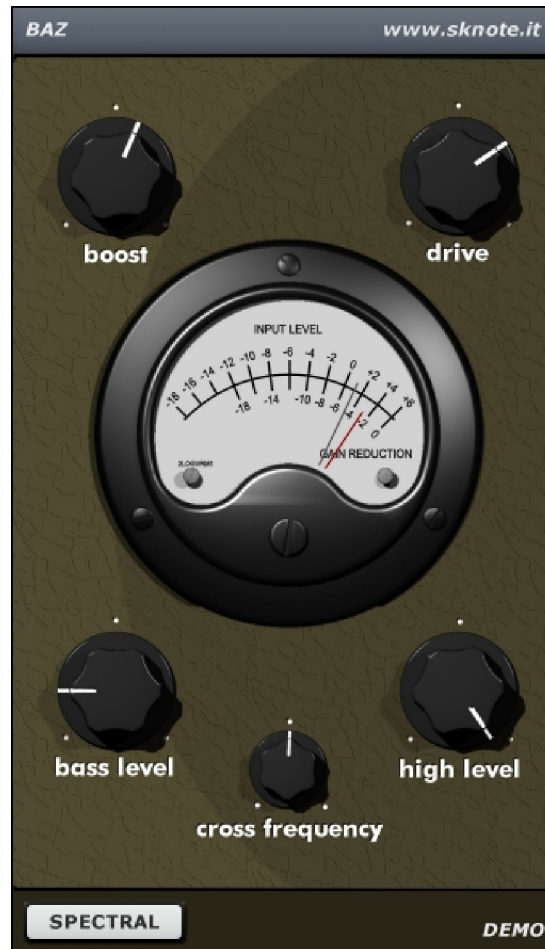 BAZ www.sknote.it
boost drive
INPUT LEVEL
-18 -16 -14 -12 -10 -8 -6 -4 -2 0 +2 +4 +6
-18 -14 -10 -8 -6 -4 -2 0
GAIN REDUCTION
bass level high level
cross frequency
SPECTRAL DEMO